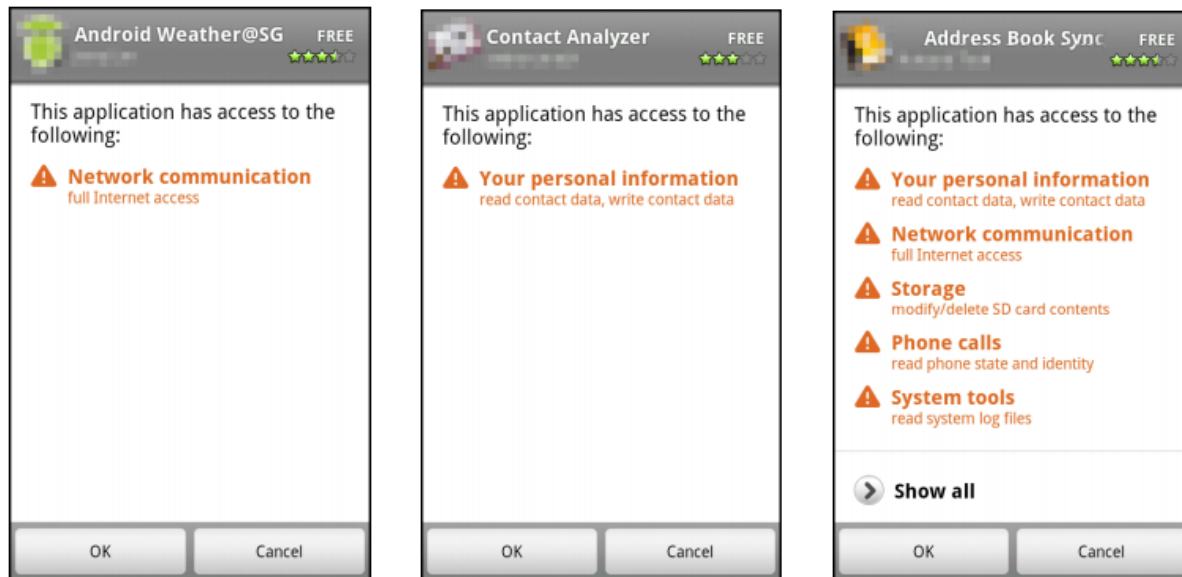 Android Weather@SG FREE
This application has access to the
following:
Network communication
full Internet access
OK Cancel
Contact Analyzer FREE
This application has access to the
following:
Your personal information
read contact data, write contact data
OK Cancel
Address Book Sync FREE
This application has access to the
following:
Your personal information
read contact data, write contact data
Network communication
full Internet access
Storage
modify/delete SD card contents
Phone calls
read phone state and identity
System tools
read system log files
Show all
OK Cancel